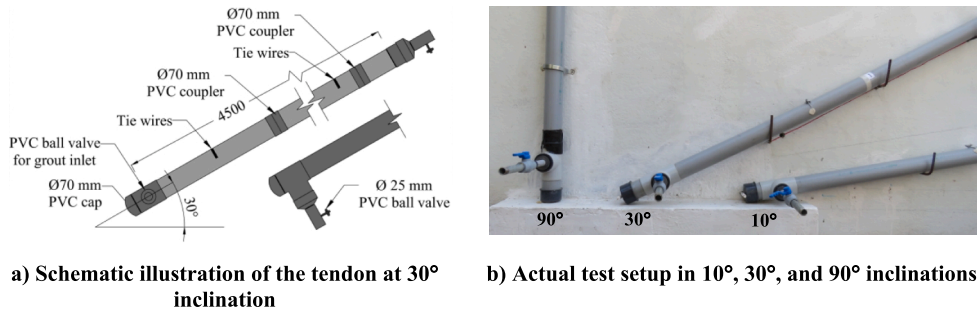 Ø70 mm
PVC coupler
Tie wires
Ø70 mm
PVC coupler
4500
Tie wires
PVC ball valve
for grout inlet
Ø70 mm
PVC cap
30°
Ø 25 mm
PVC ball valve
90°
30°
10°
a) Schematic illustration of the tendon at 30°
inclination
b) Actual test setup in 10°, 30°, and 90° inclinations